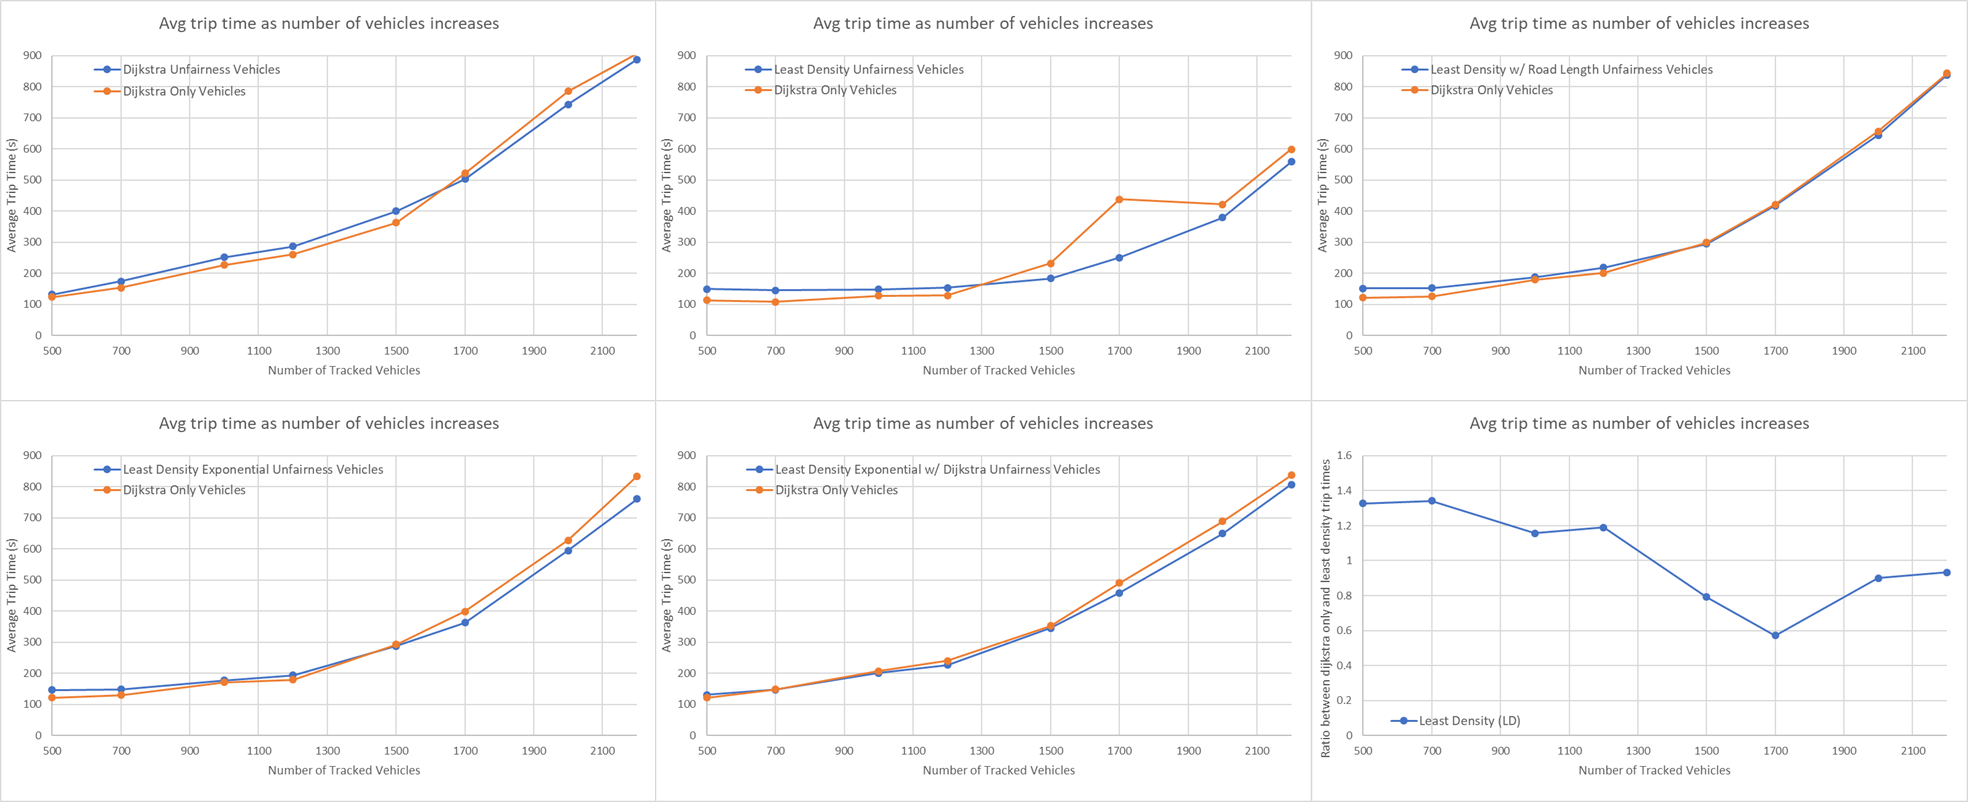 Avg trip time as number of vehicles increases
Dijkstra Unfairness Vehicles
Dijkstra Only Vehicles
Average Trip Time (s)
900
800
700
600
500
400
300
200
100
0
500 700 900 1100 1300 1500 1700 1900 2100
Number of Tracked Vehicles
Avg trip time as number of vehicles increases
Least Density Unfairness Vehicles
Dijkstra Only Vehicles
Average Trip Time (s)
900
800
700
600
500
400
300
200
100
0
500 700 900 1100 1300 1500 1700 1900 2100
Number of Tracked Vehicles
Avg trip time as number of vehicles increases
Least Density w/ Road Length Unfairness Vehicles
Dijkstra Only Vehicles
Average Trip Time (s)
900
800
700
600
500
400
300
200
100
0
500 700 900 1100 1300 1500 1700 1900 2100
Number of Tracked Vehicles
Avg trip time as number of vehicles increases
Least Density Exponential Unfairness Vehicles
Dijkstra Only Vehicles
Average Trip Time (s)
900
800
700
600
500
400
300
200
100
0
500 700 900 1100 1300 1500 1700 1900 2100
Number of Tracked Vehicles
Avg trip time as number of vehicles increases
Least Density Exponential w/ Dijkstra Unfairness Vehicles
Dijkstra Only Vehicles
Average Trip Time (s)
900
800
700
600
500
400
300
200
100
0
500 700 900 1100 1300 1500 1700 1900 2100
Number of Tracked Vehicles
Avg trip time as number of vehicles increases
Ratio between dijkstra only and least density trip times
1.6
1.4
1.2
1
0.8
0.6
0.4
0.2
0
Least Density (LD)
500 700 900 1100 1300 1500 1700 1900 2100
Number of Tracked Vehicles